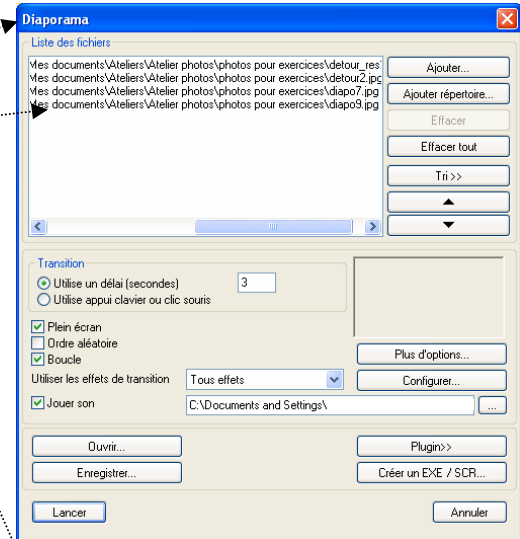 Diaporama
Liste des fichiers
Mes documents\Ateliers\Atelier photos\photos pour exercices\detour_res
Mes documents\Ateliers\Atelier photos\photos pour exercices\detour2.jpg
Mes documents\Ateliers\Atelier photos\photos pour exercices\diapo7.jpg
Mes documents\Ateliers\Atelier photos\photos pour exercices\diapo9.jpg
Ajouter...
Ajouter répertoire...
Effacer
Effacer tout
Tri >>
Transition
Utilise un délai (secondes)
3
Utilise appui clavier ou clic souris
Plein écran
Ordre aléatoire
Boucle
Plus d'options...
Utiliser les effets de transition
Tous effets
Configurer...
Jouer son
C:\Documents and Settings\
...
Ouvrir...
Plugin>>
Enregistrer...
Créer un EXE / SCR...
Lancer
Annuler